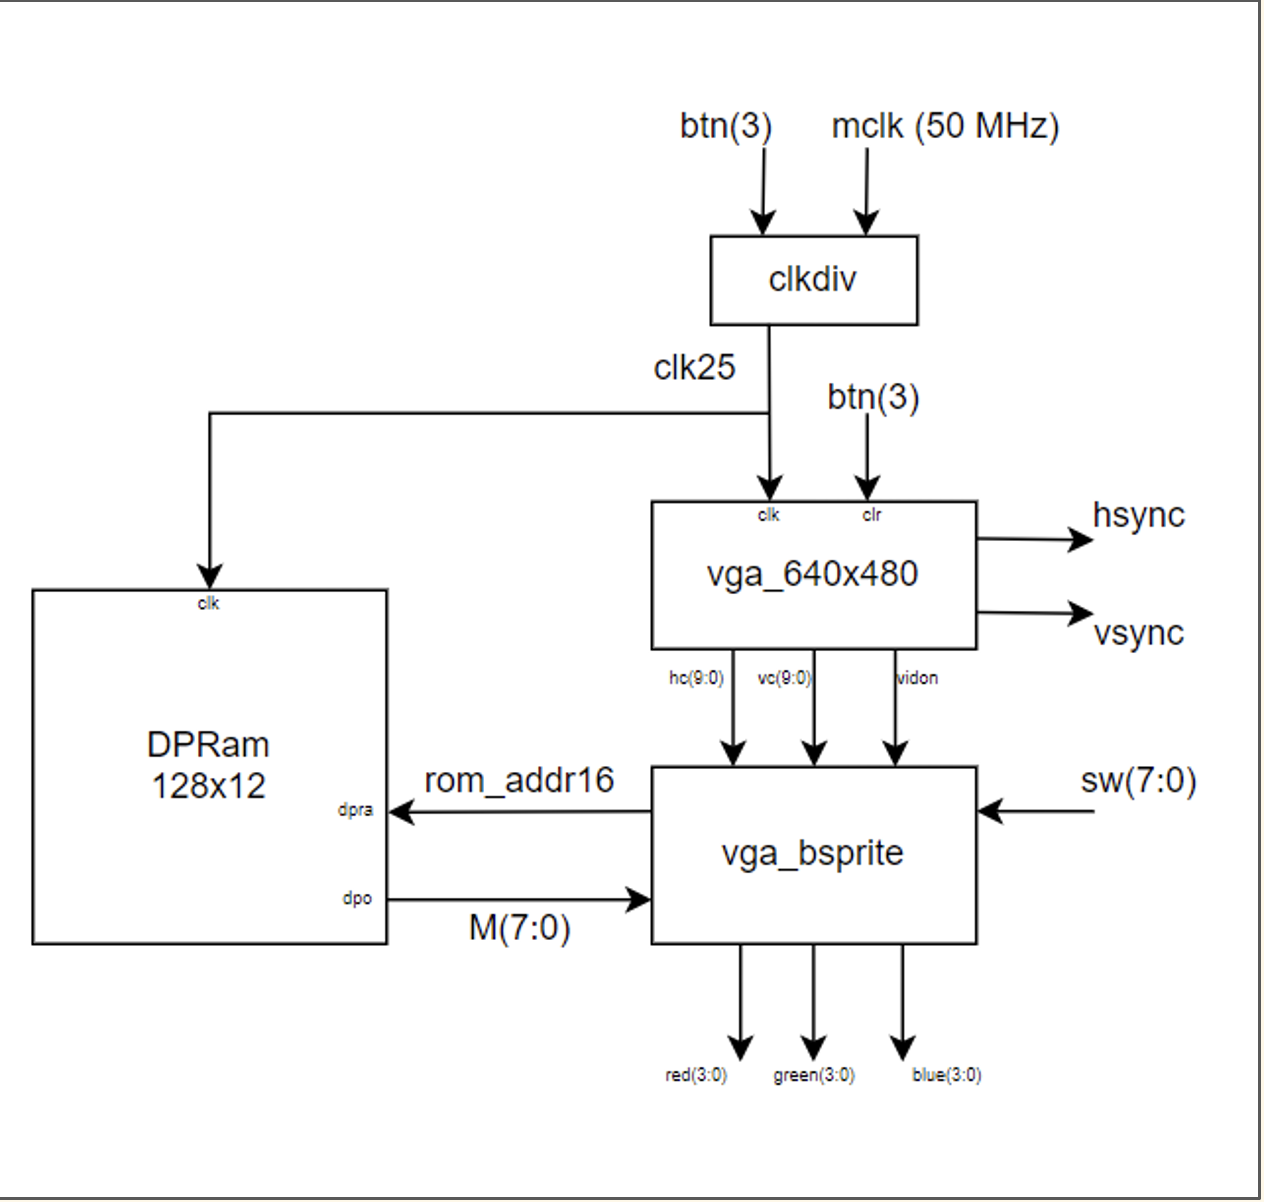 btn(3)
mclk (50 MHz)
clkdiv
clk25
btn(3)
clk
clr
hsync
vga_640x480
vsync
clk
hc(9:0)
vc(9:0)
vidon
DPRam
128x12
rom_addr16
sw(7:0)
dpra
vga_bsprite
dpo
M(7:0)
red(3:0)
green(3:0)
blue(3:0)